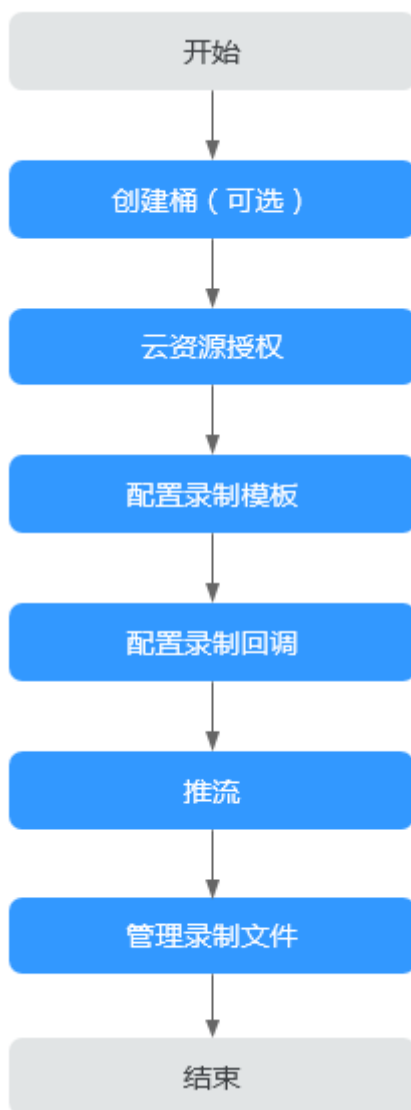 开始
创建桶（可选）
云资源授权
配置录制模板
配置录制回调
推流
管理录制文件
结束